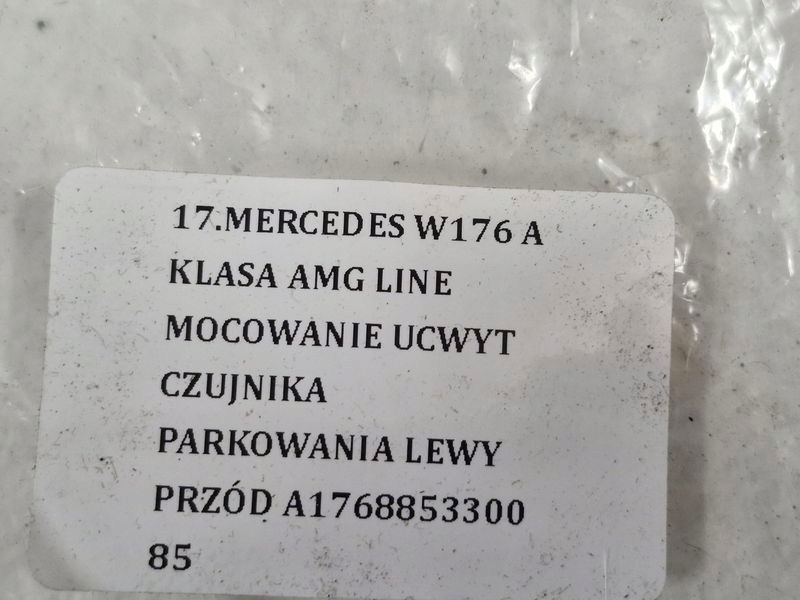 17.MERCEDES W176 A
KLASA AMG LINE
MOCOWANIE UCWYT
CZUJNIKA
PARKOWANIA LEWY
PRZÓD A1768853300
85